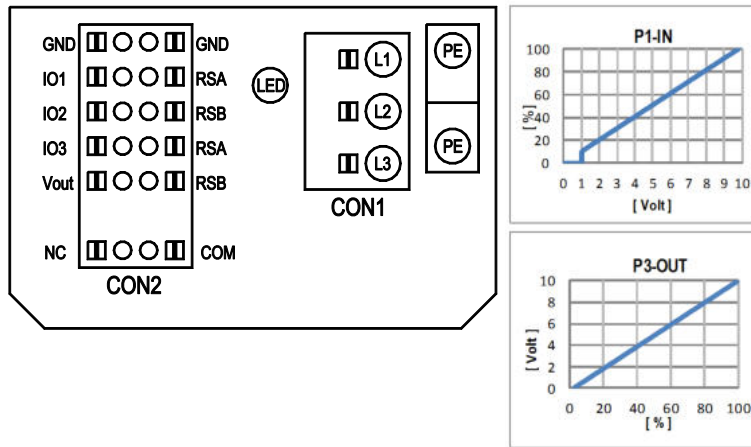 GND GND
IO1 RSA
IO2 RSB
IO3 RSA
Vout RSB
NC COM
CON2
LED
L1
L2
L3
CON1
PE
PE
P1-IN
100
80
60
40
20
0
[ % ]
0 1 2 3 4 5 6 7 8 9 10
[ Volt ]
P3-OUT
10
8
6
4
2
0
[ Volt ]
0 20 40 60 80 100
[ % ]